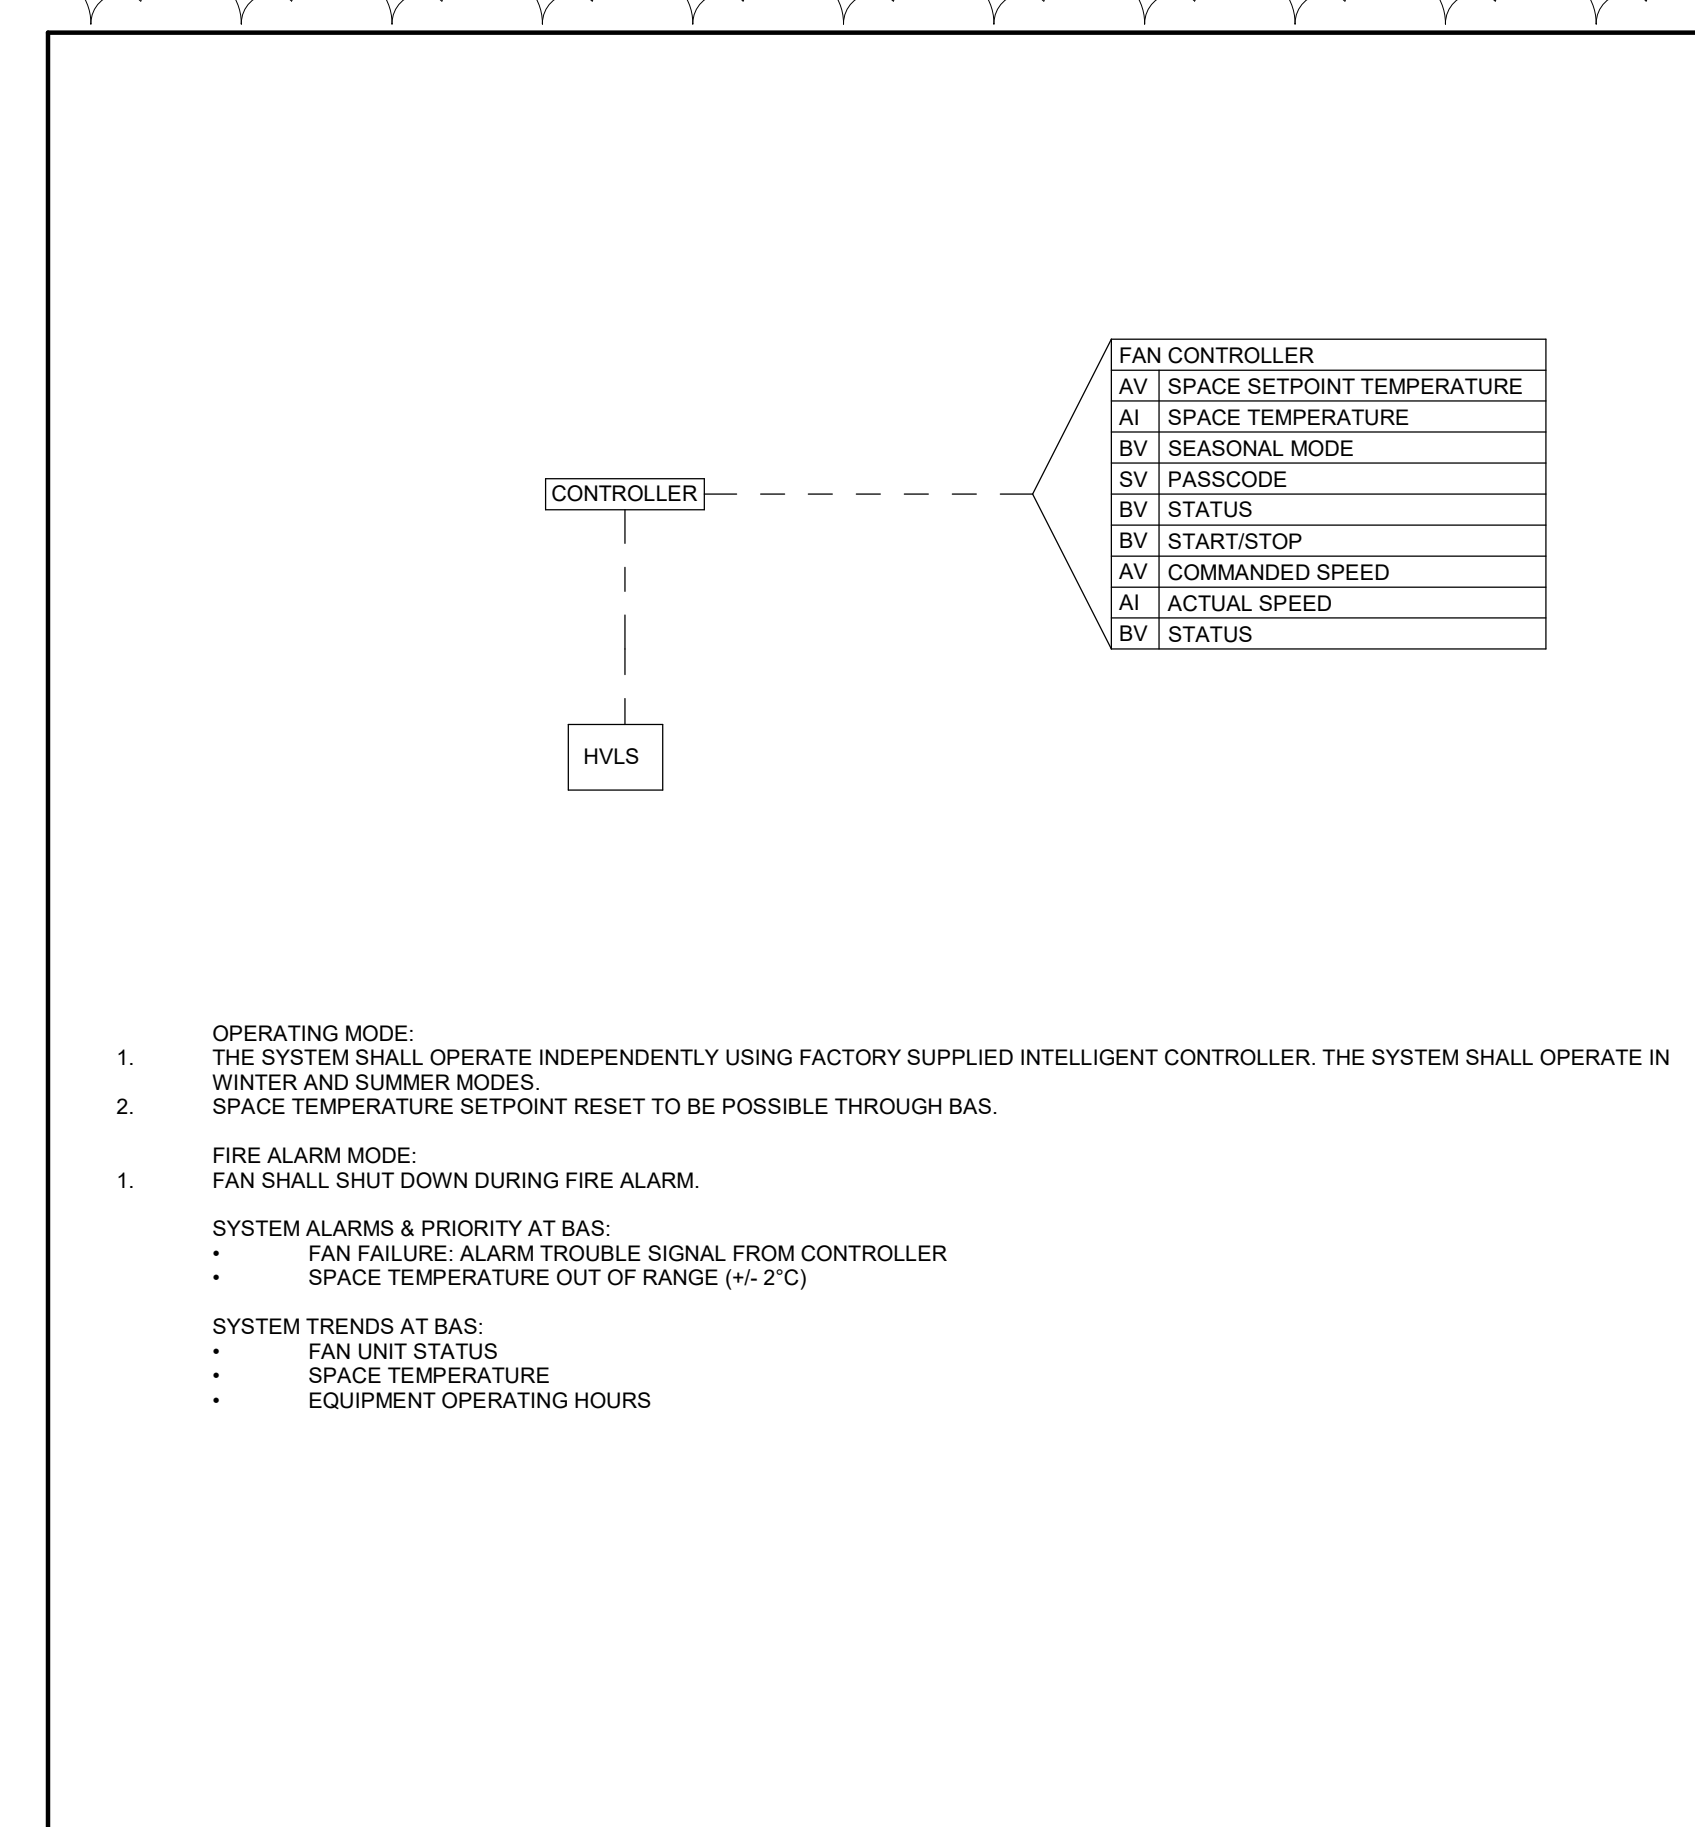 FAN CONTROLLER
AV SPACE SETPOINT TEMPERATURE
AI SPACE TEMPERATURE
BV SEASONAL MODE
SV PASSCODE
BV STATUS
BV START/STOP
AV COMMANDED SPEED
AI ACTUAL SPEED
BV STATUS
CONTROLLER
HVLS
OPERATING MODE:
1. THE SYSTEM SHALL OPERATE INDEPENDENTLY USING FACTORY SUPPLIED INTELLIGENT CONTROLLER. THE SYSTEM SHALL OPERATE IN
WINTER AND SUMMER MODES.
2. SPACE TEMPERATURE SETPOINT RESET TO BE POSSIBLE THROUGH BAS.
FIRE ALARM MODE:
1. FAN SHALL SHUT DOWN DURING FIRE ALARM.
SYSTEM ALARMS & PRIORITY AT BAS:
• FAN FAILURE: ALARM TROUBLE SIGNAL FROM CONTROLLER
• SPACE TEMPERATURE OUT OF RANGE (+/- 2°C)
SYSTEM TRENDS AT BAS:
• FAN UNIT STATUS
• SPACE TEMPERATURE
• EQUIPMENT OPERATING HOURS